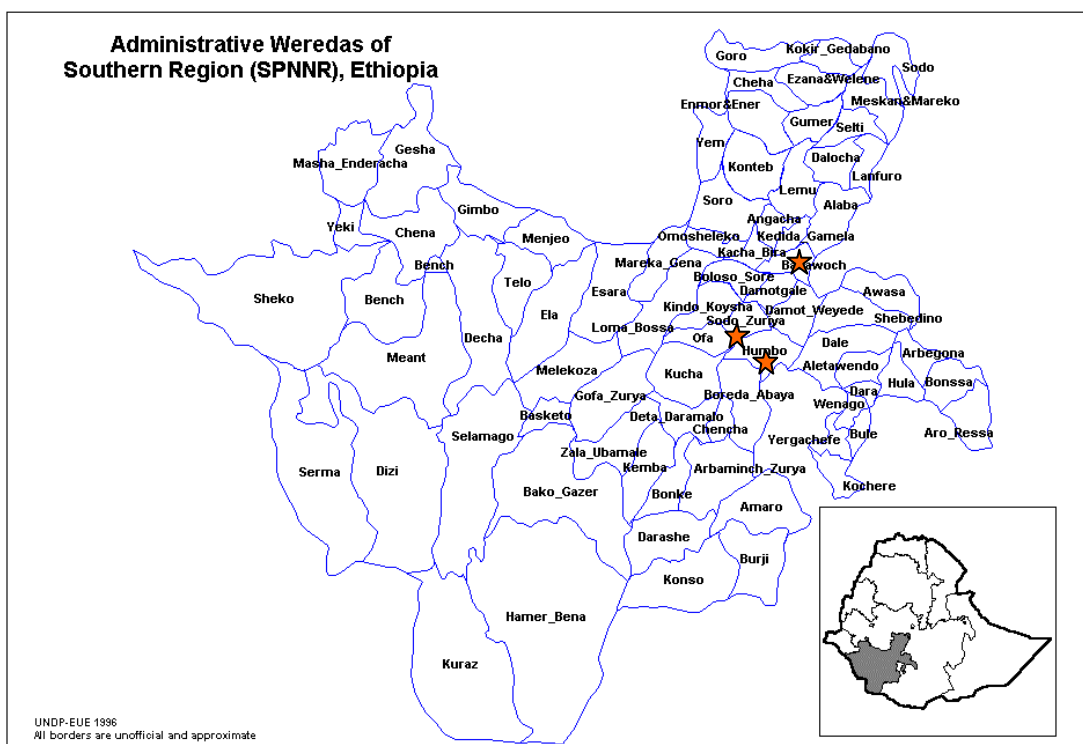 Administrative Weredas of
Southern Region (SPNNR), Ethiopia
Goro
Kokir_Gedabano
Sodo
Cheha
Ezana&Welene
Enmor&Ener
Meskan&Mareko
Gumer
Selti
Yem
Gesha
Masha_Enderacha
Konteb
Dalocha
Lanfuro
Lemu
Soro
Alaba
Gimbo
Angacha
Yeki
Chena
Menjeo
Omosheleko
Kedida_Gamela
Kacha_Bira
Bench
Mareka_Gena
Boloso_Sore
Telo
Esara
Damotgale
Awasa
Sheko
Bench
Kindo_Koysha
Damot_Weyede
Ela
Sodo_Zuriya
Shebedino
Loma_Bossa
Decha
Ofa
Humbo
Dale
Meant
Arbegona
Melekoza
Kucha
Aletawendo
Hula
Bonssa
Gofa_Zurya
Boreda_Abaya
Dara
Wenago
Basketo
Deta_Daramalo
Chencha
Selamago
Yergachefe
Bule
Aro_Ressa
Zala_Ubamale
Kemba
Arbaminch_Zurya
Serma
Dizi
Bako_Gazer
Bonke
Kochere
Amaro
Darashe
Burji
Konso
Hamer_Bena
Kuraz
UNDP-EUE 1996
All borders are unofficial and approximate